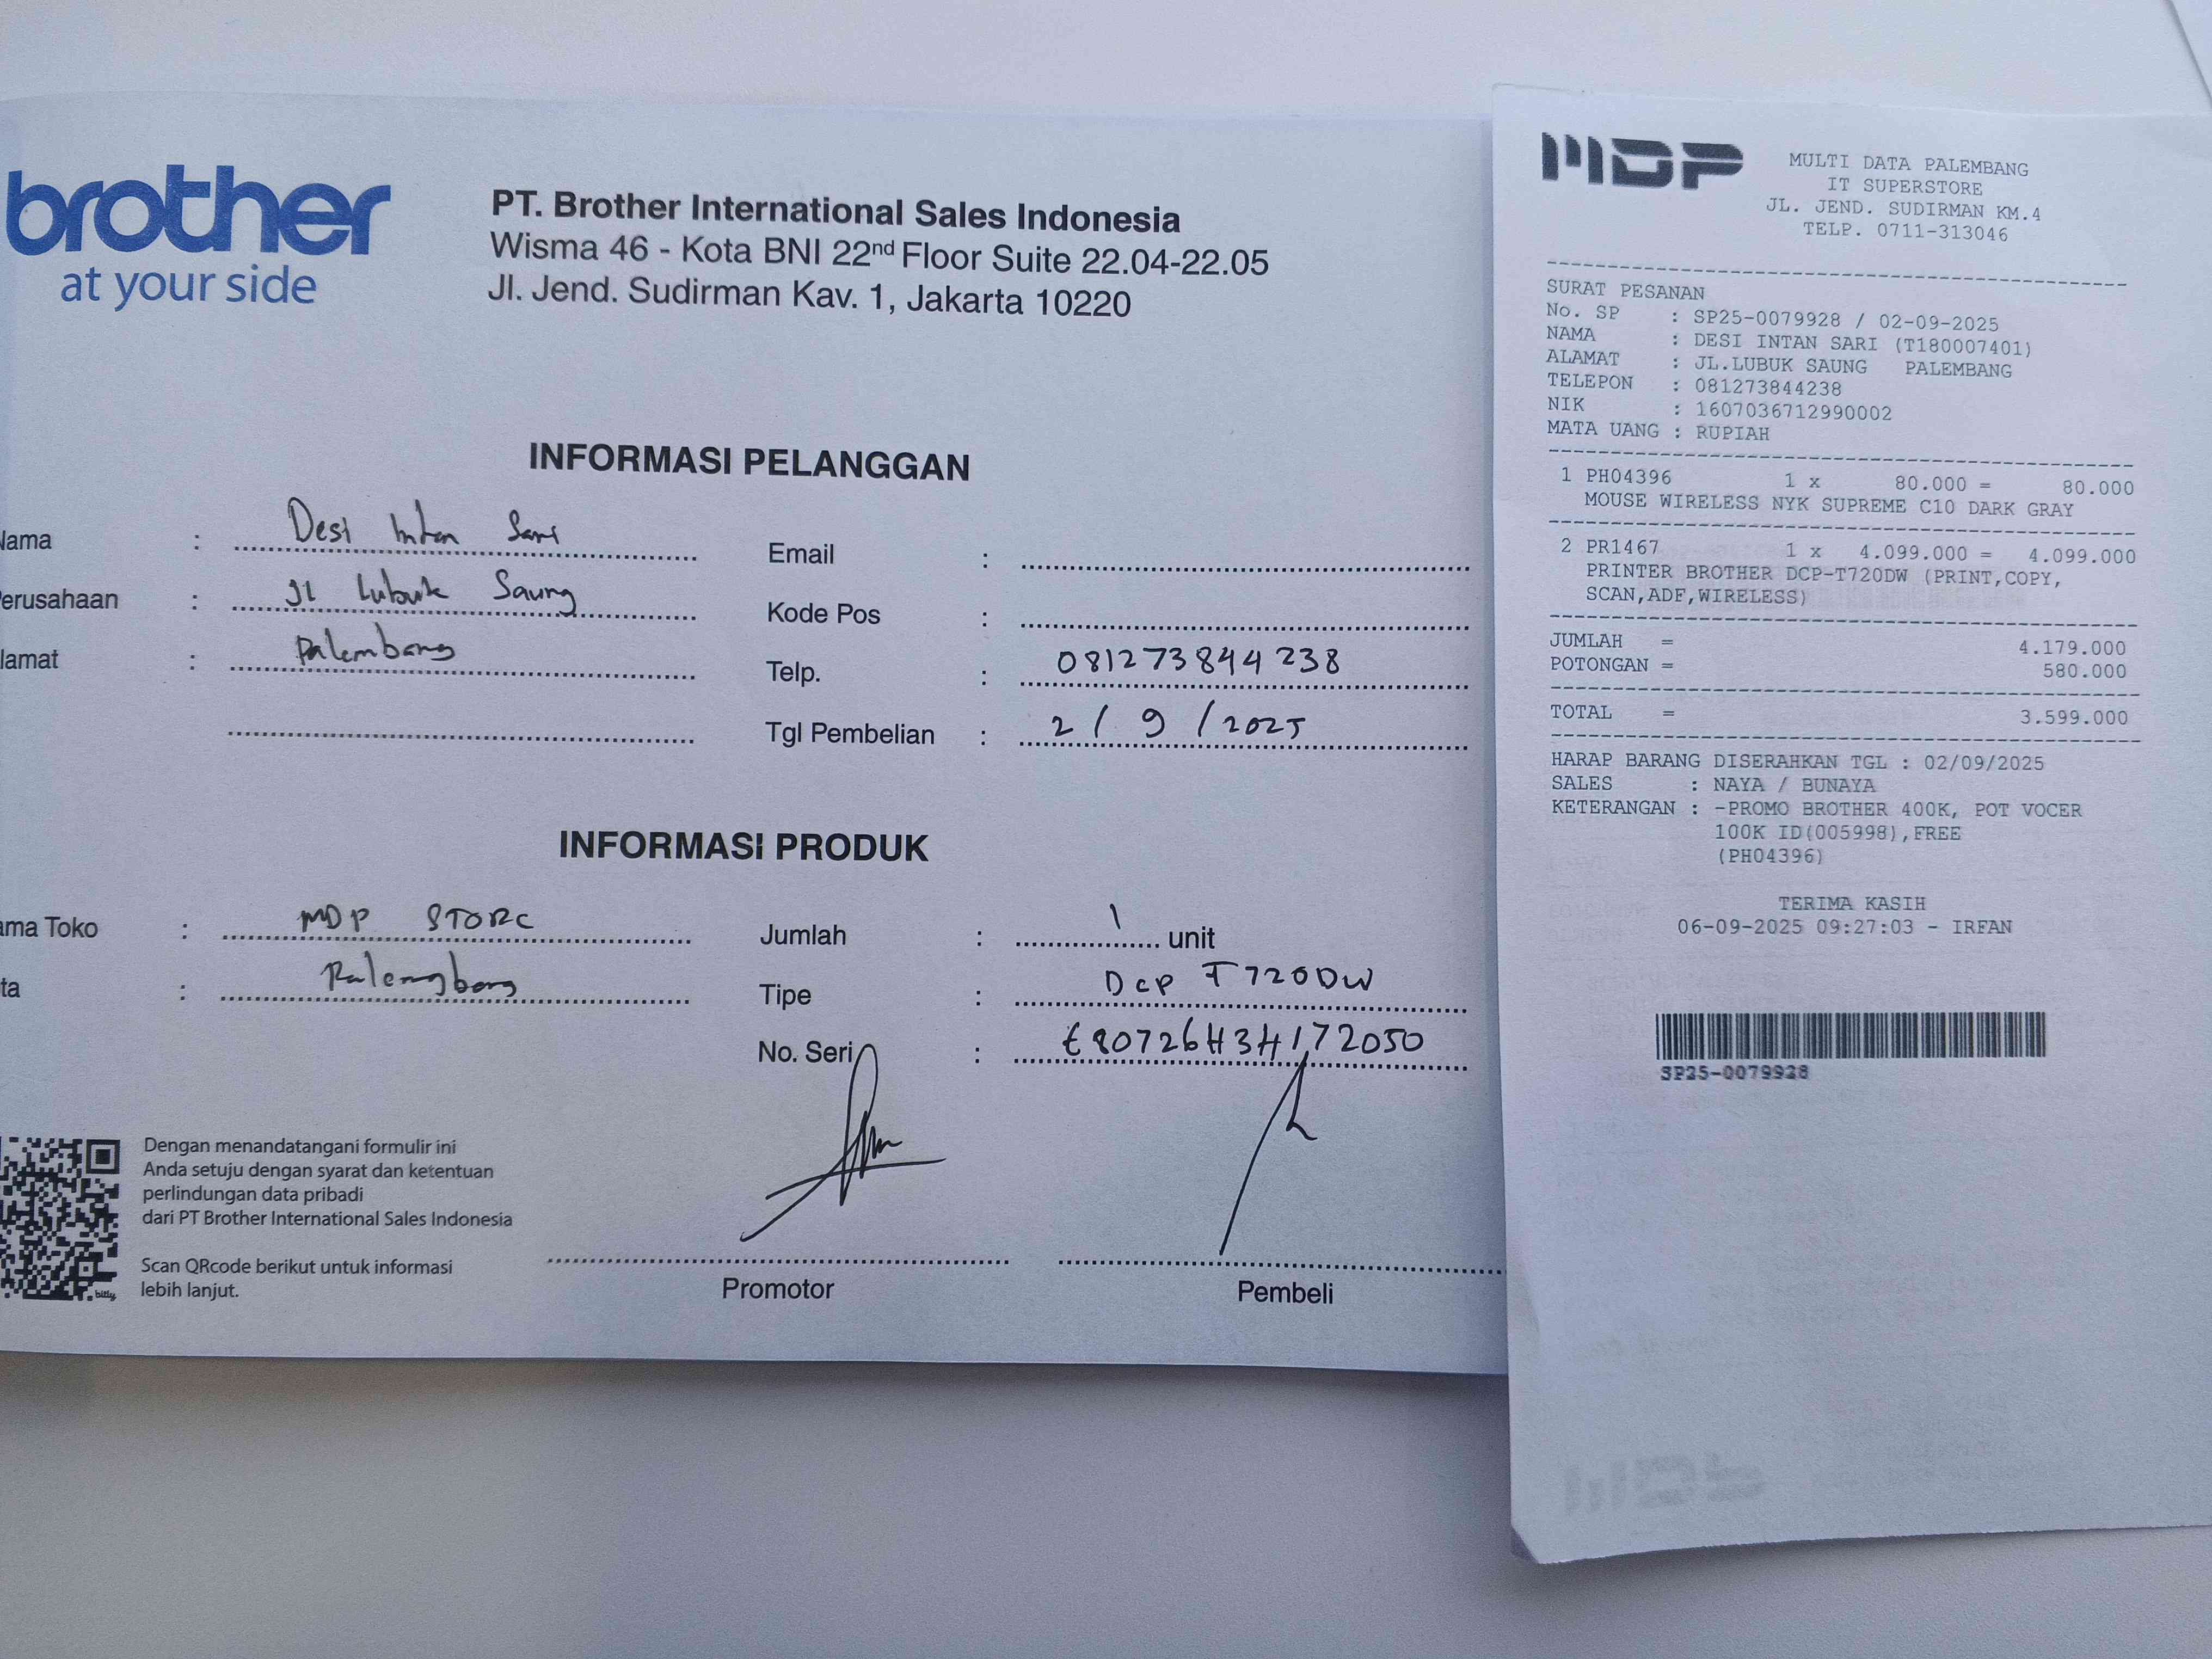 brother
at your side
PT. Brother International Sales Indonesia
Wisma 46 - Kota BNI 22nd Floor Suite 22.04-22.05
Jl. Jend. Sudirman Kav. 1, Jakarta 10220
INFORMASI PELANGGAN
Nama : Desi Intan Sari
erusahaan : Jl Lubuk Saung
lamat : Palembang
Email :
Kode Pos :
Telp. : 081273844238
Tgl Pembelian : 2 / 9 / 2025
INFORMASI PRODUK
ama Toko : MDP STORE
ta : Palembang
Jumlah : 1 unit
Tipe : DCP T720DW
No. Seri : E80726H3H172050
Dengan menandatangani formulir ini
Anda setuju dengan syarat dan ketentuan
perlindungan data pribadi
dari PT Brother International Sales Indonesia
Scan QRcode berikut untuk informasi
lebih lanjut.
bitly
Promotor
Pembeli
MDP
MULTI DATA PALEMBANG
IT SUPERSTORE
JL. JEND. SUDIRMAN KM.4
TELP. 0711-313046
SURAT PESANAN
No. SP : SP25-0079928 / 02-09-2025
NAMA : DESI INTAN SARI (T180007401)
ALAMAT : JL.LUBUK SAUNG PALEMBANG
TELEPON : 081273844238
NIK : 1607036712990002
MATA UANG : RUPIAH
1 PH04396 1 x 80.000 = 80.000
MOUSE WIRELESS NYK SUPREME C10 DARK GRAY
2 PR1467 1 x 4.099.000 = 4.099.000
PRINTER BROTHER DCP-T720DW (PRINT,COPY,
SCAN,ADF,WIRELESS)
JUMLAH = 4.179.000
POTONGAN = 580.000
TOTAL = 3.599.000
HARAP BARANG DISERAHKAN TGL : 02/09/2025
SALES : NAYA / BUNAYA
KETERANGAN : -PROMO BROTHER 400K, POT VOCER
100K ID(005998),FREE
(PH04396)
TERIMA KASIH
06-09-2025 09:27:03 - IRFAN
SP25-0079928